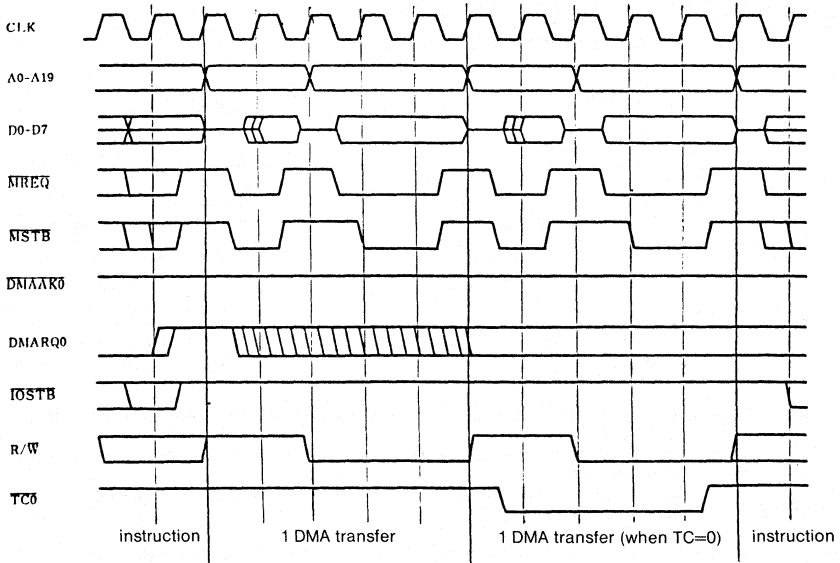 CLK
A0-A19
D0-D7
MREQ
MSTB
DMAAK0
DMARQ0
IOSTB
R/W
TC0
instruction
1 DMA transfer
1 DMA transfer (when TC=0)
instruction